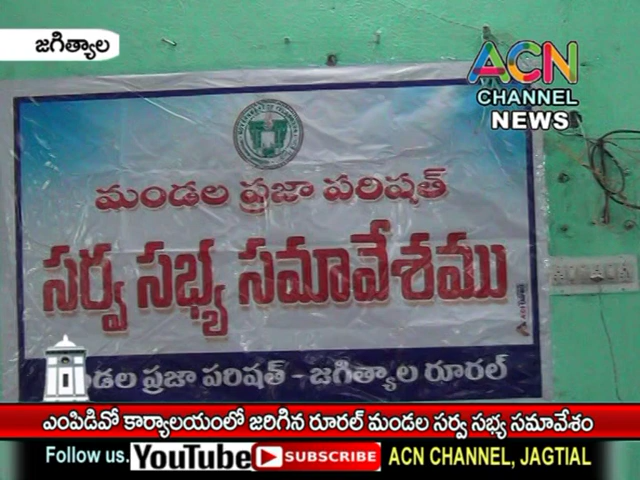 జగిత్యాల
ACN
CHANNEL
NEWS
మండల ప్రజా పరిషత్
సర్వ సభ్య సమావేశము
మండల ప్రజా పరిషత్ - జగిత్యాల రూరల్
ఎంపిడివో కార్యాలయంలో జరిగిన రూరల్ మండల సర్వ సభ్య సమావేశం
Follow us. YouTube SUBSCRIBE ACN CHANNEL, JAGTIAL